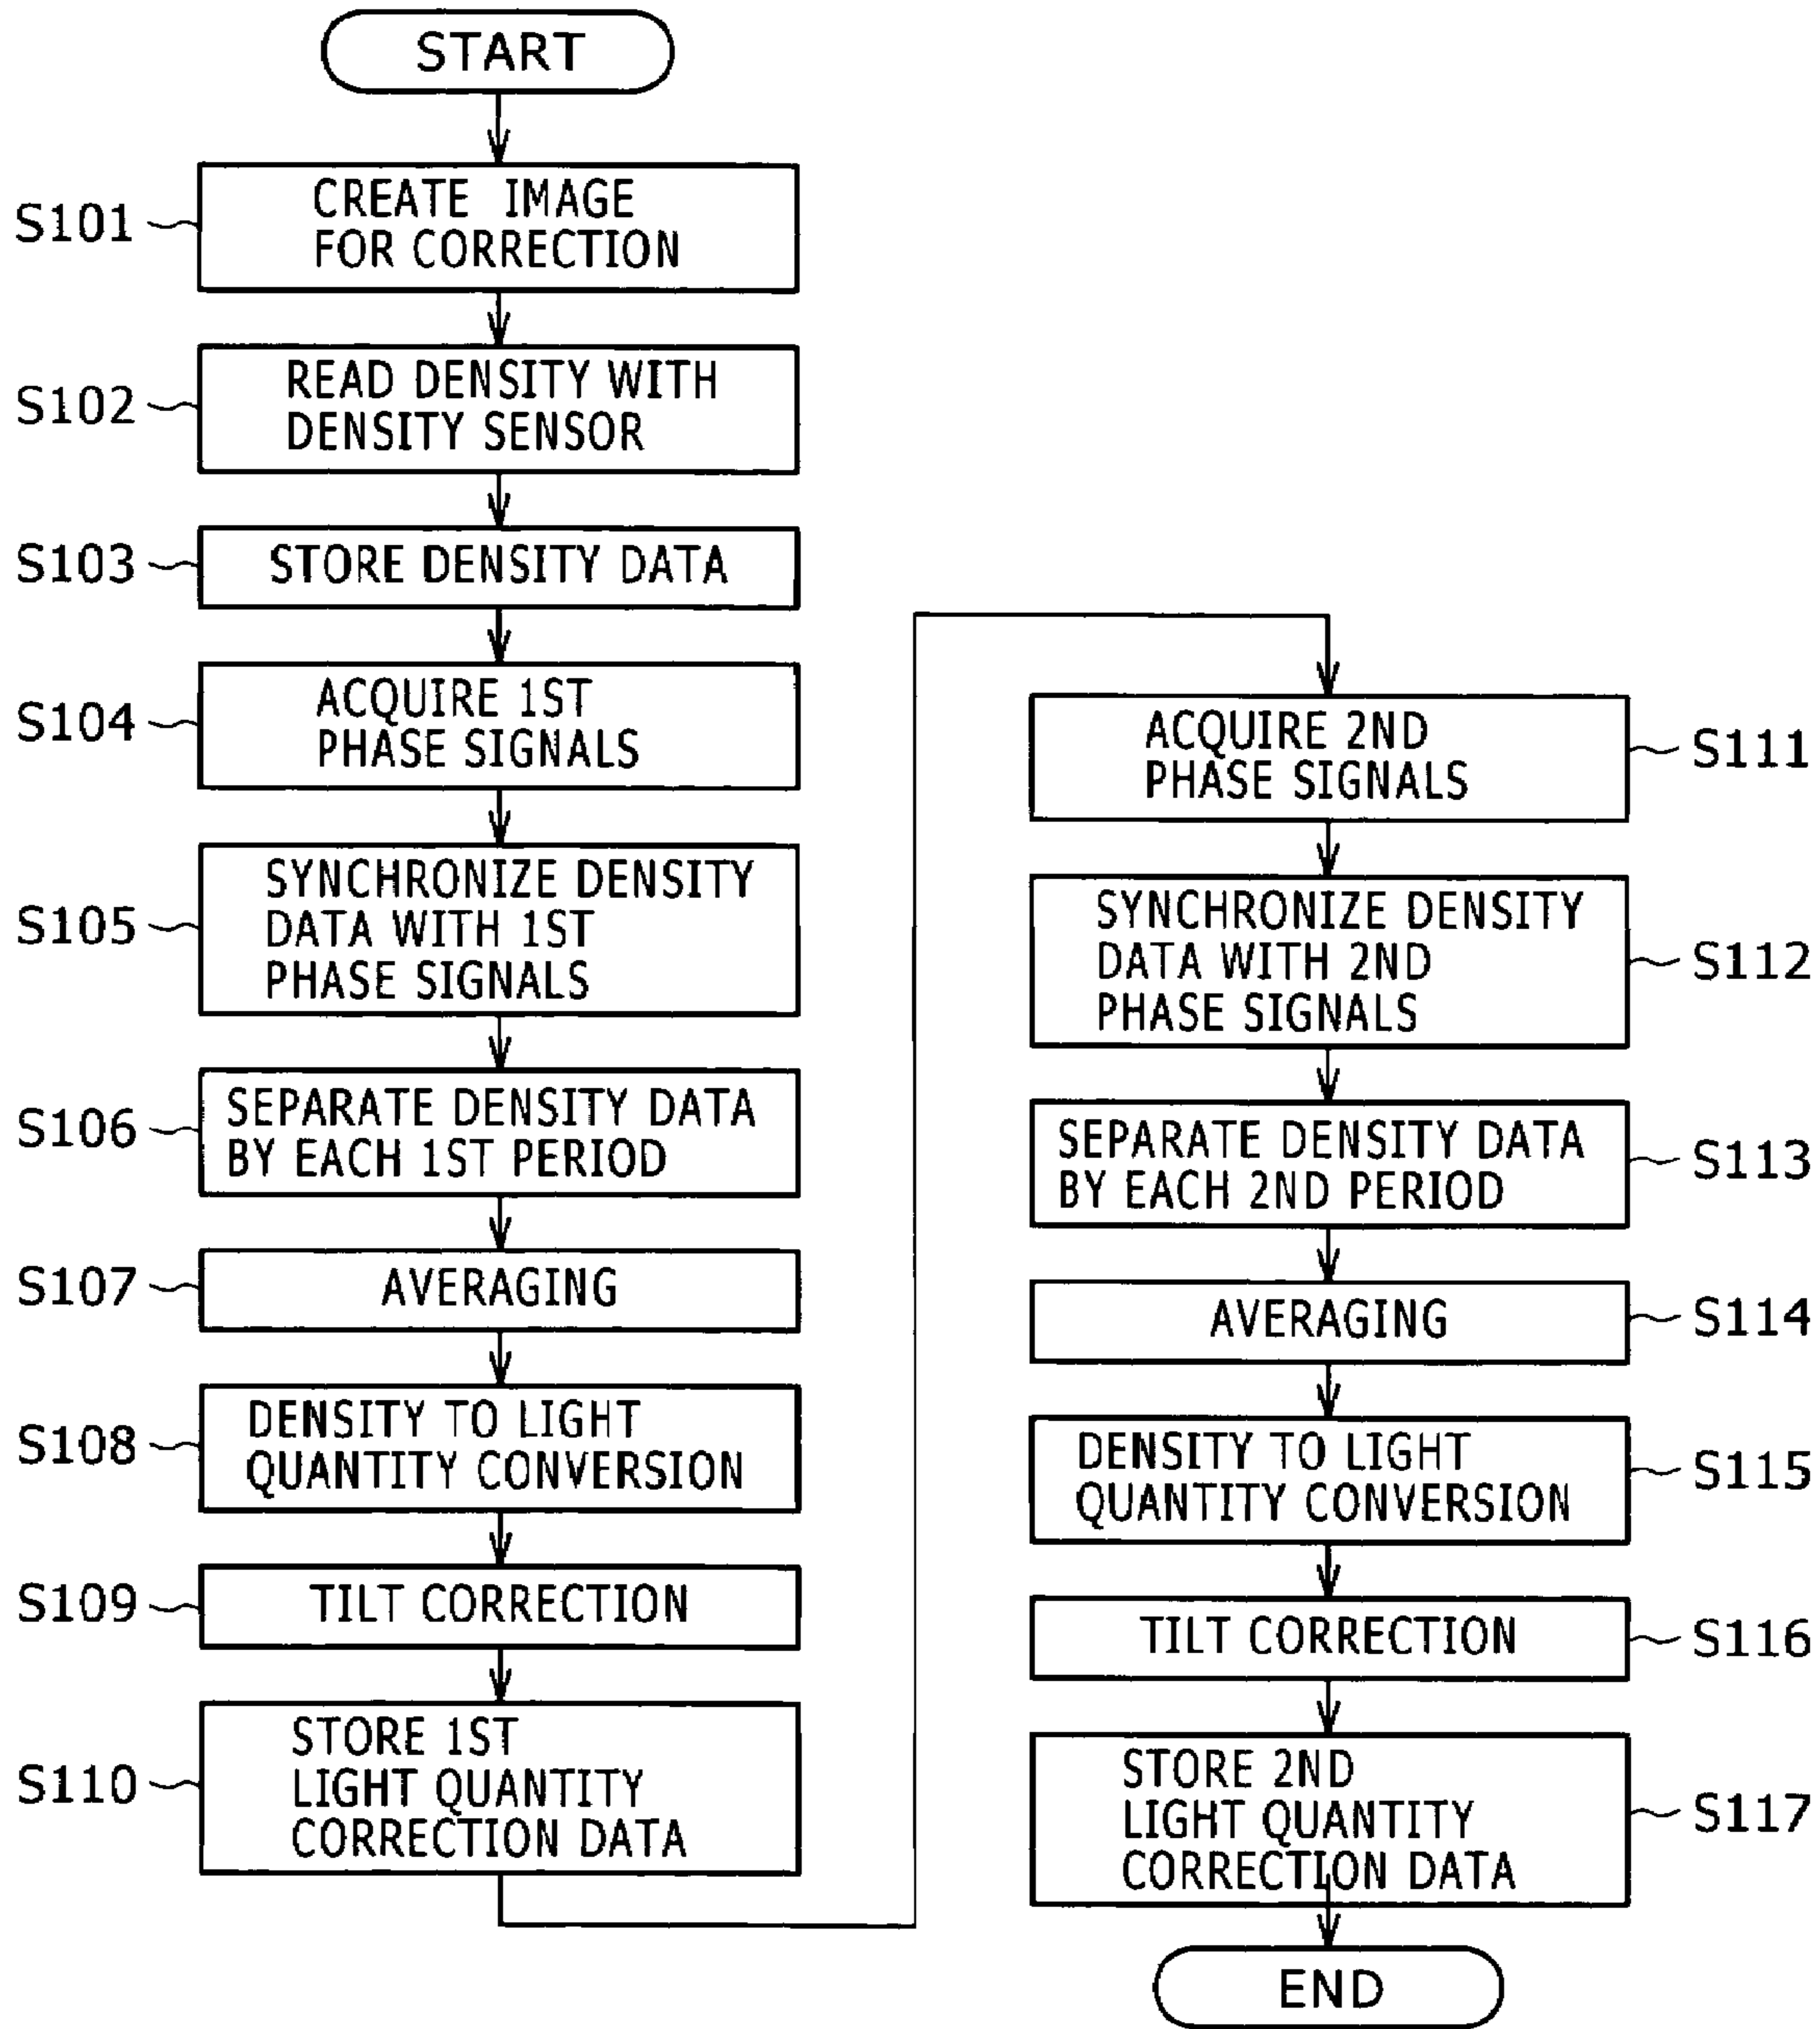 START
S101
CREATE IMAGE
FOR CORRECTION
S102
READ DENSITY WITH
DENSITY SENSOR
S103
STORE DENSITY DATA
S104
ACQUIRE 1ST
PHASE SIGNALS
S105
SYNCHRONIZE DENSITY
DATA WITH 1ST
PHASE SIGNALS
S106
SEPARATE DENSITY DATA
BY EACH 1ST PERIOD
S107
AVERAGING
S108
DENSITY TO LIGHT
QUANTITY CONVERSION
S109
TILT CORRECTION
S110
STORE 1ST
LIGHT QUANTITY
CORRECTION DATA
ACQUIRE 2ND
PHASE SIGNALS
S111
SYNCHRONIZE DENSITY
DATA WITH 2ND
PHASE SIGNALS
S112
SEPARATE DENSITY DATA
BY EACH 2ND PERIOD
S113
AVERAGING
S114
DENSITY TO LIGHT
QUANTITY CONVERSION
S115
TILT CORRECTION
S116
STORE 2ND
LIGHT QUANTITY
CORRECTION DATA
S117
END